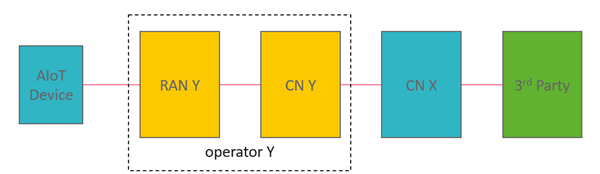 AIoT
Device
RAN Y
CN Y
CN X
3rd Party
operator Y